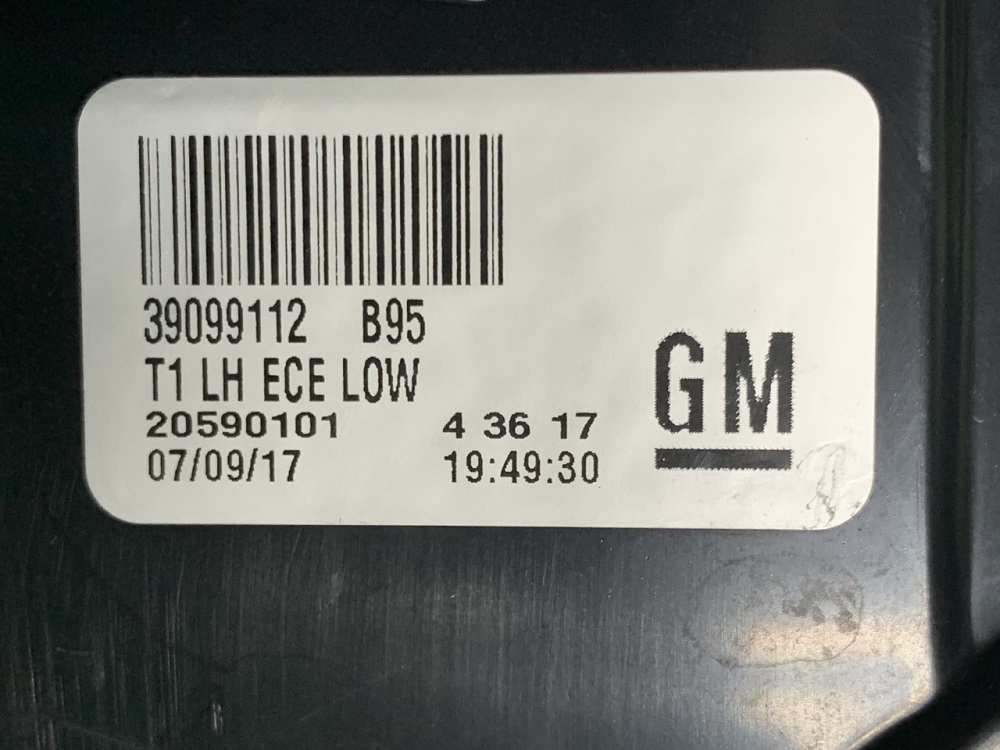 39099112 B95
T1 LH ECE LOW
20590101 4 36 17
07/09/17 19:49:30
GM